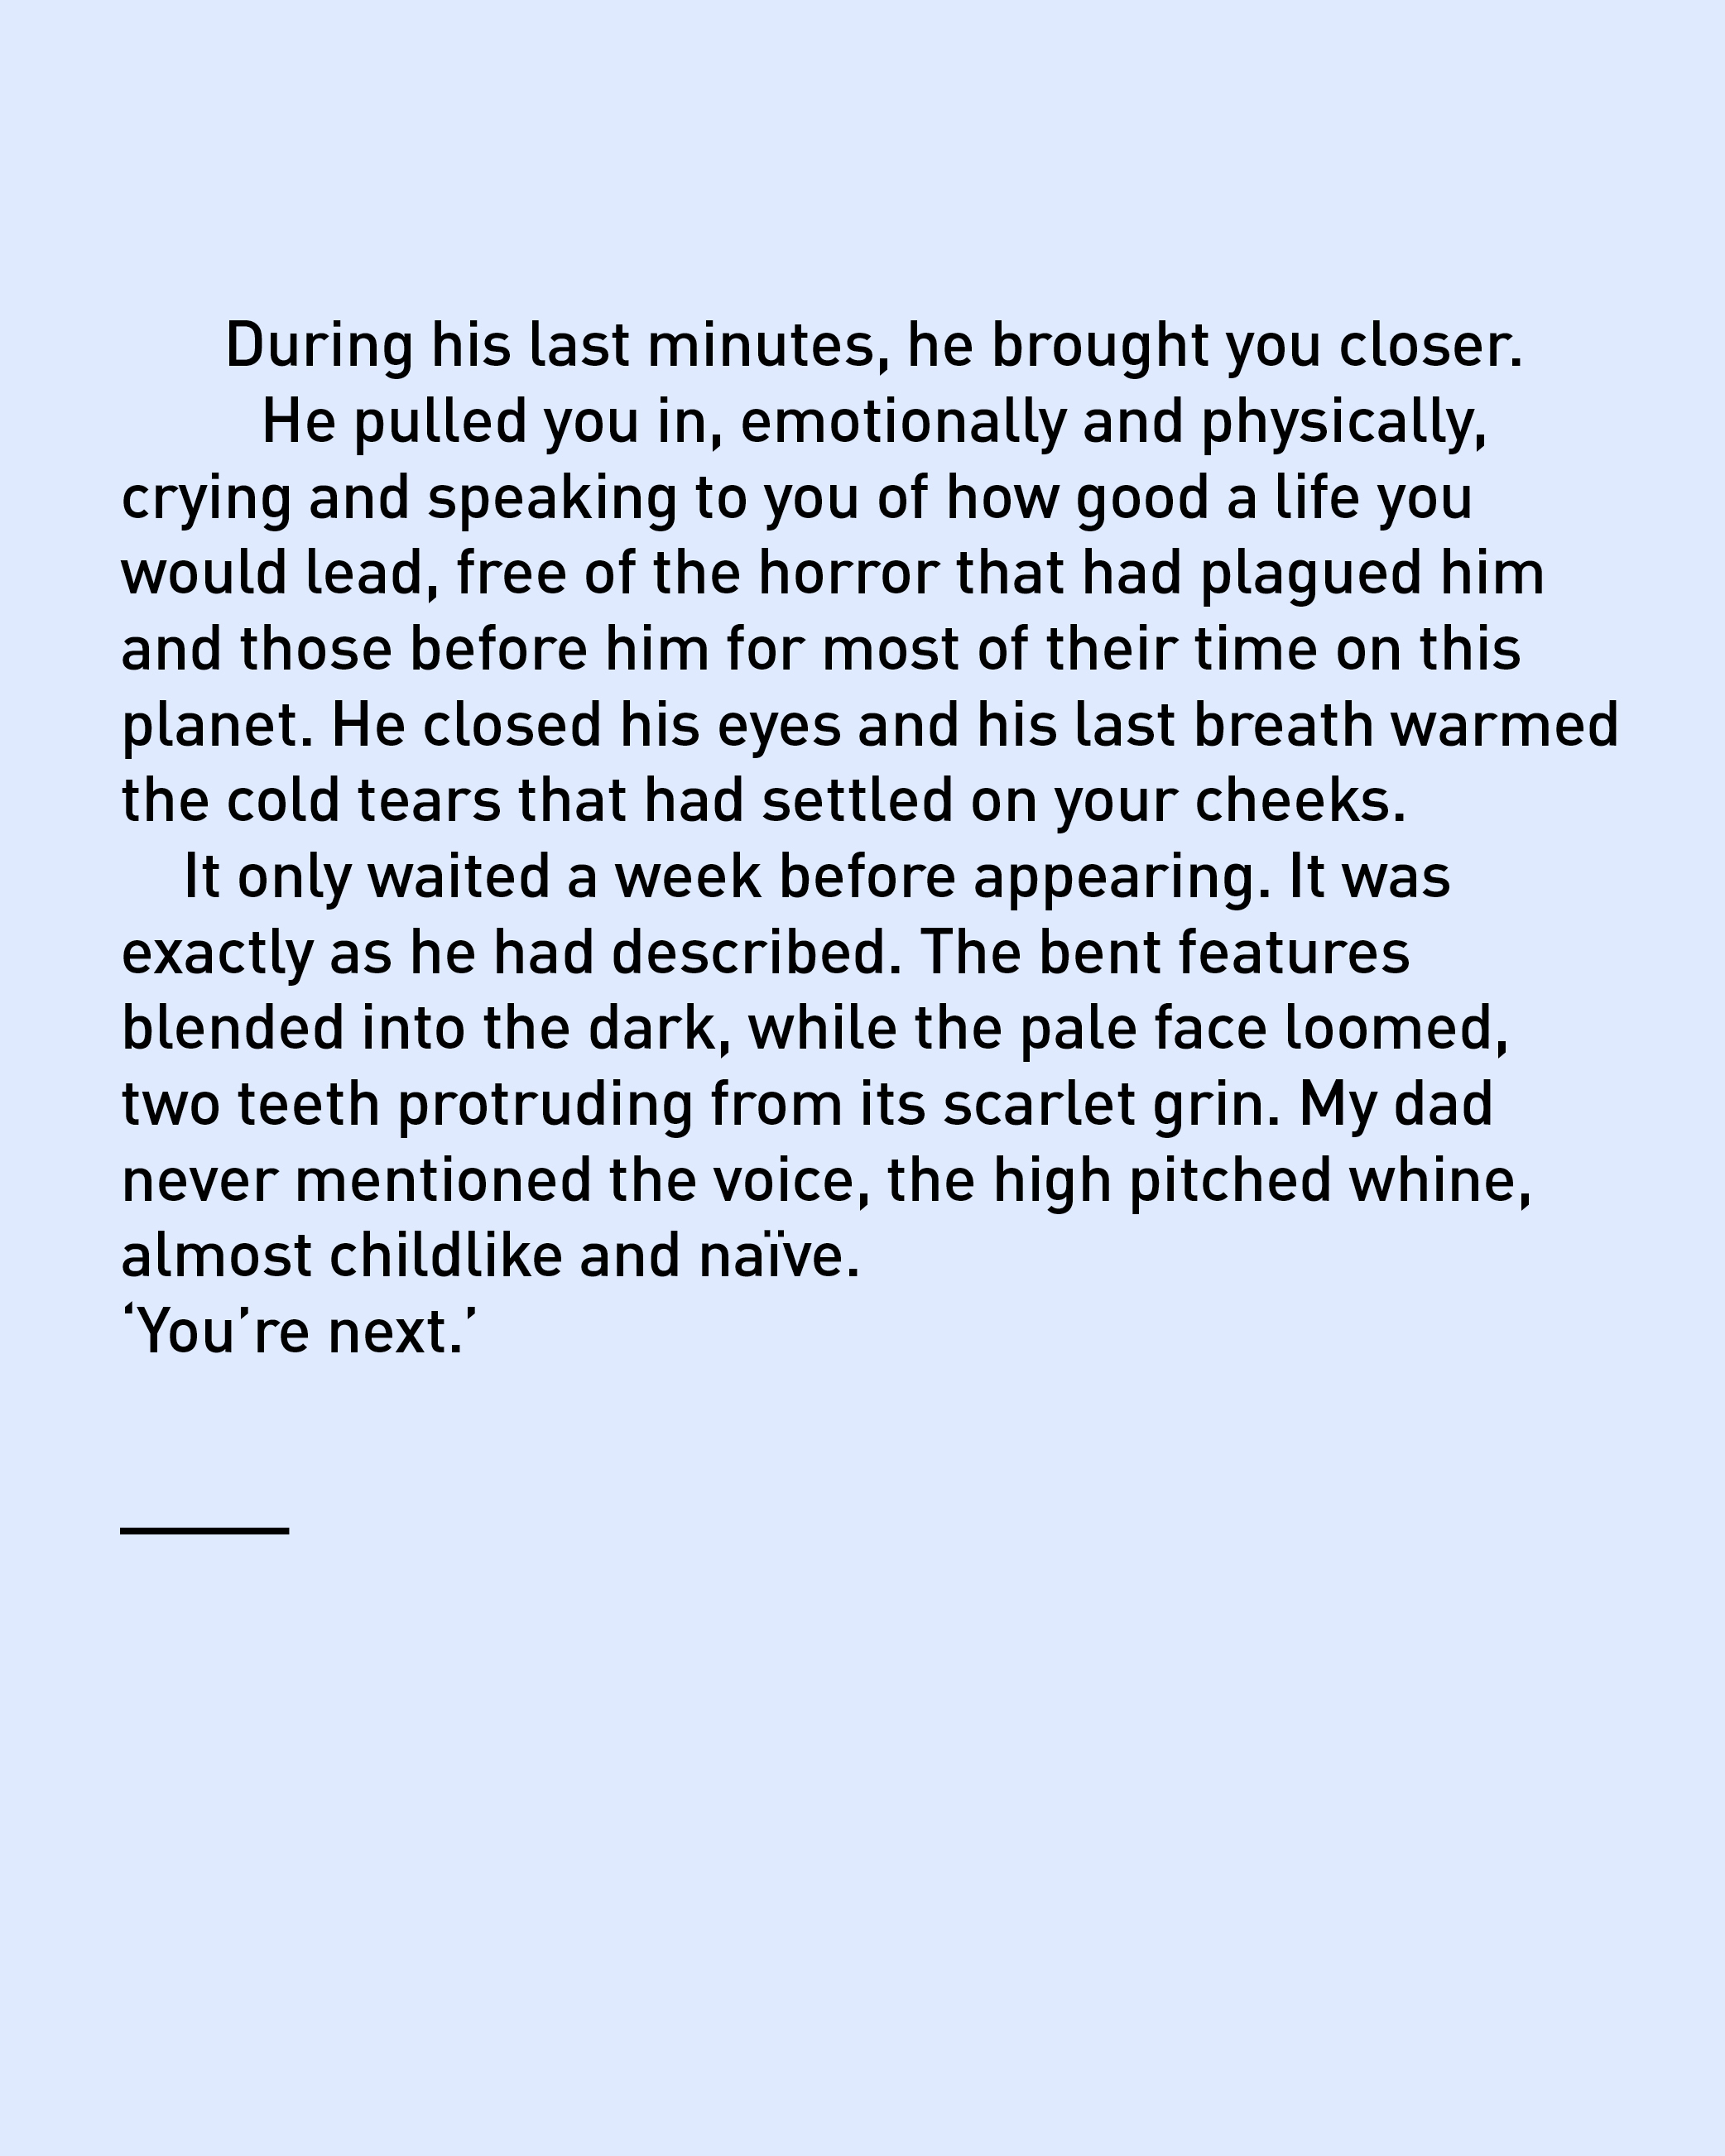 During his last minutes, he brought you closer.
He pulled you in, emotionally and physically,
crying and speaking to you of how good a life you
would lead, free of the horror that had plagued him
and those before him for most of their time on this
planet. He closed his eyes and his last breath warmed
the cold tears that had settled on your cheeks.
It only waited a week before appearing. It was
exactly as he had described. The bent features
blended into the dark, while the pale face loomed,
two teeth protruding from its scarlet grin. My dad
never mentioned the voice, the high pitched whine,
almost childlike and naïve.
‘You’re next.’